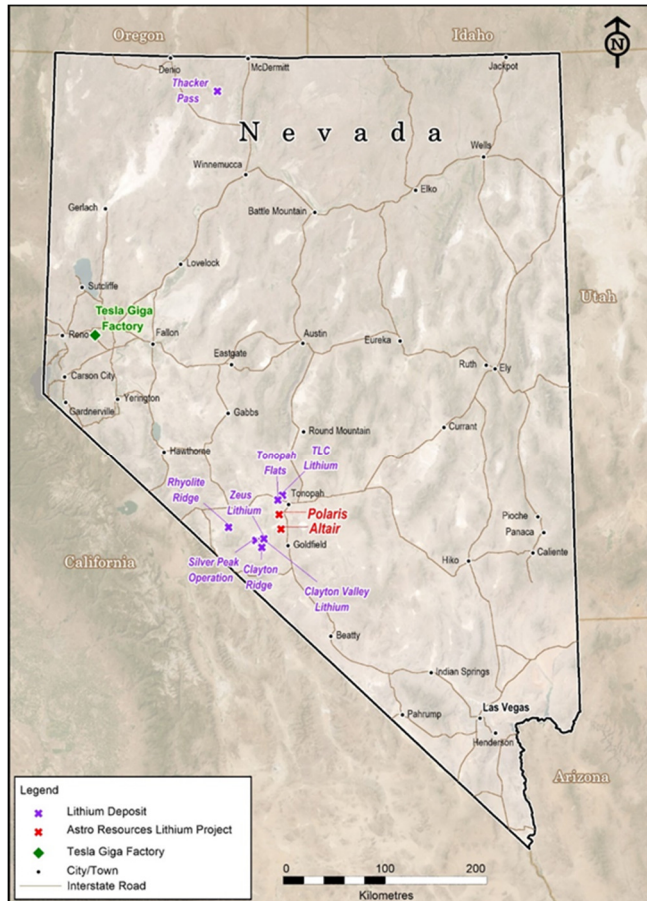 Oregon
Idaho
N
Denio
McDermitt
Jackpot
Thacker
Pass
Nevada
Wells
Winnemucca
Elko
Gerlach
Battle Mountain
Lovelock
Sutcliffe
Utah
Tesla Giga
Factory
Reno
Fallon
Austin
Eureka
Eastgate
Ruth
Ely
Carson City
Yerington
Gardnerville
Gabbs
Round Mountain
Currant
Hawthorne
Tonopah
Flats
TLC
Lithium
Rhyolite
Ridge
Zeus
Lithium
Tonopah
Polaris
Altair
Pioche
Panaca
Goldfield
Caliente
California
Silver Peak
Operation
Clayton
Ridge
Hiko
Clayton Valley
Lithium
Beatty
Indian Springs
Pahrump
Las Vegas
Henderson
Arizona
Legend
Lithium Deposit
Astro Resources Lithium Project
Tesla Giga Factory
City/Town
Interstate Road
0 100 200
Kilometres